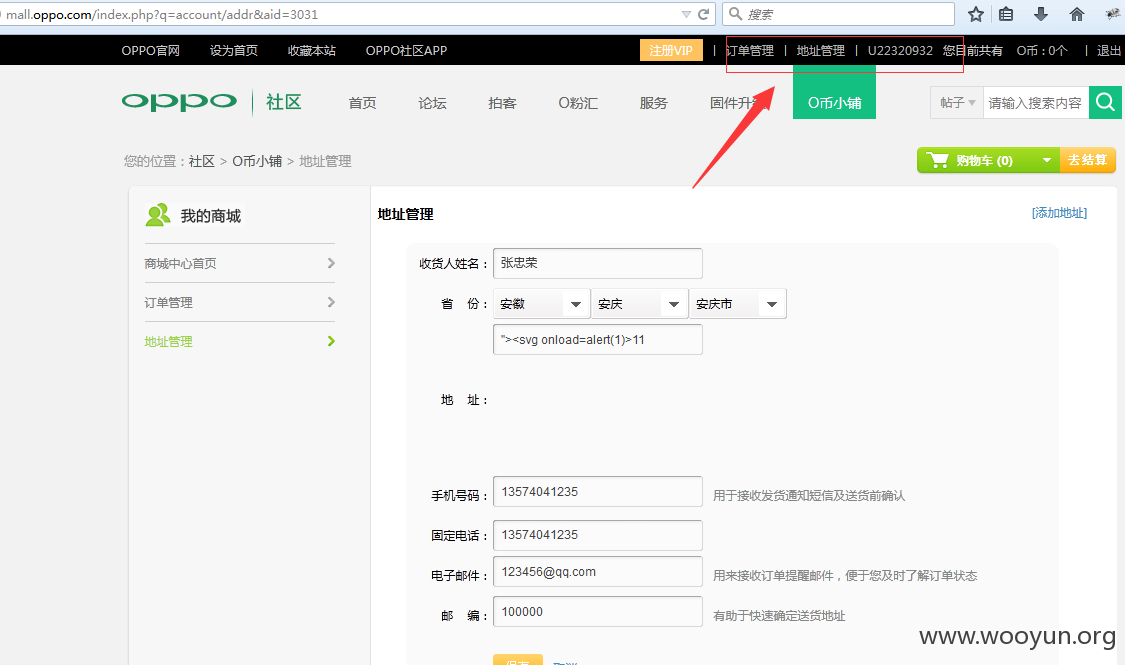 mall.oppo.com/index.php?q=account/addr&aid=3031 搜索
OPPO官网 设为首页 收藏本站 OPPO社区APP 注册VIP | 订单管理 | 地址管理 | U22320932 您目前共有 O币：0个 | 退出
oppo 社区 首页 论坛 拍客 O粉汇 服务 固件升 O币小铺 帖子 请输入搜索内容
您的位置：社区 > O币小铺 > 地址管理 购物车 (0) 去结算
我的商城
商城中心首页
订单管理
地址管理
地址管理 [添加地址]
收货人姓名： 张忠荣
省 份： 安徽 安庆 安庆市
"><svg onload=alert(1)>11
地 址：
手机号码： 13574041235 用于接收发货通知短信及送货前确认
固定电话： 13574041235
电子邮件： 123456@qq.com 用来接收订单提醒邮件，便于您及时了解订单状态
邮 编： 100000 有助于快速确定送货地址
www.wooyun.org